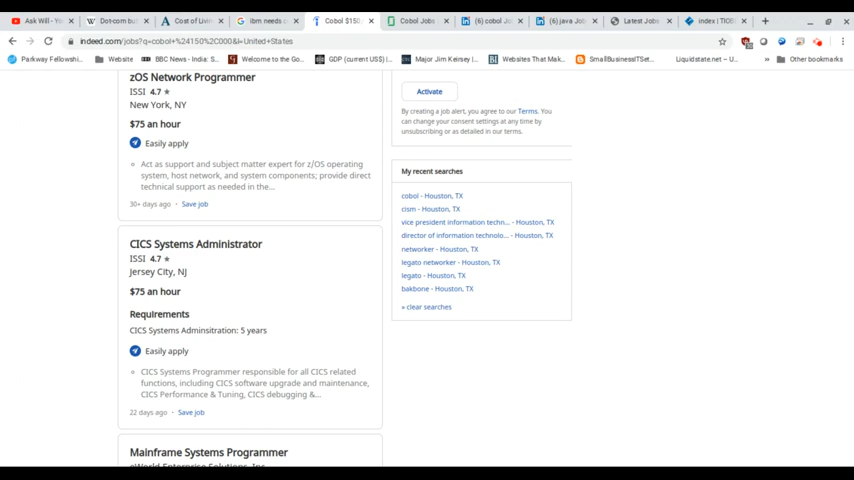 Ask Will - Yo
Dot-com bul
Cost of Livin
ibm needs c
Cobol $150,
Cobol Jobs
(6) cobol Jo
(6) java Job
Latest Jobs
index | TIOB
indeed.com/jobs?q=cobol+%24150%2C000&l=United+States
Parkway Fellowshi...
Website
BBC News - India: S...
Welcome to the Go...
GDP (current US$) |...
Major Jim Keirsey |...
Websites That Mak...
SmallBusinessITSet...
Liquidstate.net – U...
»
Other bookmarks
zOS Network Programmer
ISSI 4.7 ★
New York, NY
$75 an hour
Easily apply
Act as support and subject matter expert for z/OS operating
system, host network, and system components; provide direct
technical support as needed in the...
30+ days ago · Save job
CICS Systems Administrator
ISSI 4.7 ★
Jersey City, NJ
$75 an hour
Requirements
CICS Systems Adminsitration: 5 years
Easily apply
CICS Systems Programmer responsible for all CICS related
functions, including CICS software upgrade and maintenance,
CICS Performance & Tuning, CICS debugging &...
22 days ago · Save job
Mainframe Systems Programmer
eWorld Enterprise Solutions, Inc
Activate
By creating a job alert, you agree to our Terms. You
can change your consent settings at any time by
unsubscribing or as detailed in our terms.
My recent searches
cobol - Houston, TX
cism - Houston, TX
vice president information techn... - Houston, TX
director of information technolo... - Houston, TX
networker - Houston, TX
legato networker - Houston, TX
legato - Houston, TX
bakbone - Houston, TX
» clear searches